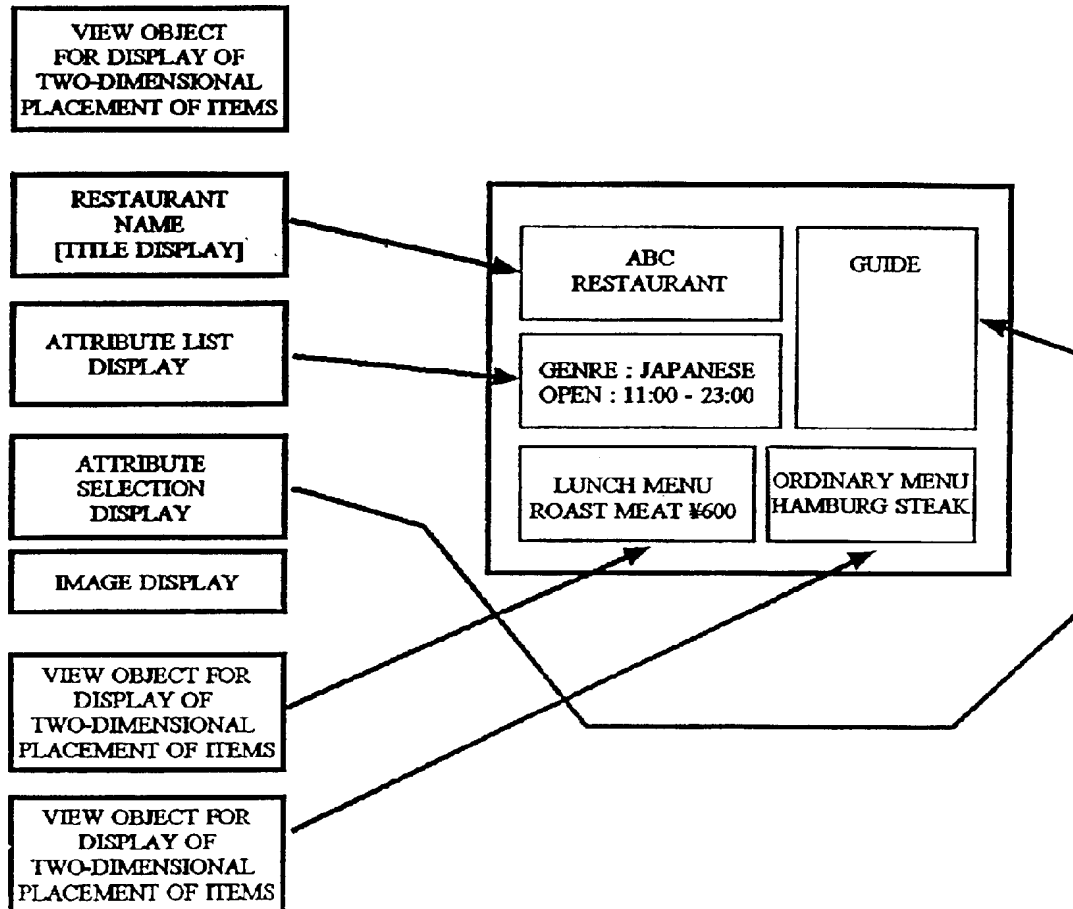 VIEW OBJECT
FOR DISPLAY OF
TWO-DIMENSIONAL
PLACEMENT OF ITEMS
RESTAURANT
NAME
[TITLE DISPLAY]
ATTRIBUTE LIST
DISPLAY
ATTRIBUTE
SELECTION
DISPLAY
IMAGE DISPLAY
VIEW OBJECT FOR
DISPLAY OF
TWO-DIMENSIONAL
PLACEMENT OF ITEMS
VIEW OBJECT FOR
DISPLAY OF
TWO-DIMENSIONAL
PLACEMENT OF ITEMS
ABC
RESTAURANT
GUIDE
GENRE : JAPANESE
OPEN : 11:00 - 23:00
LUNCH MENU
ROAST MEAT ¥600
ORDINARY MENU
HAMBURG STEAK